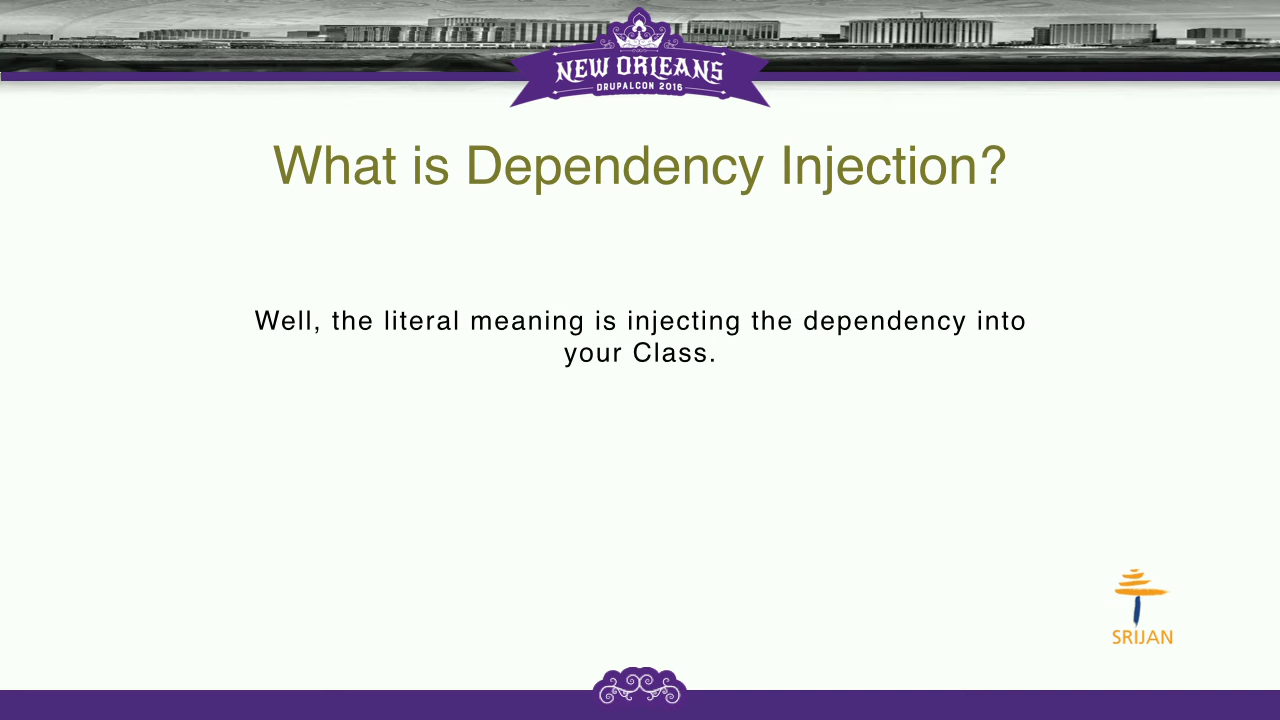 NEW ORLEANS
DRUPALCON 2016
What is Dependency Injection?
Well, the literal meaning is injecting the dependency into
your Class.
SRIJAN